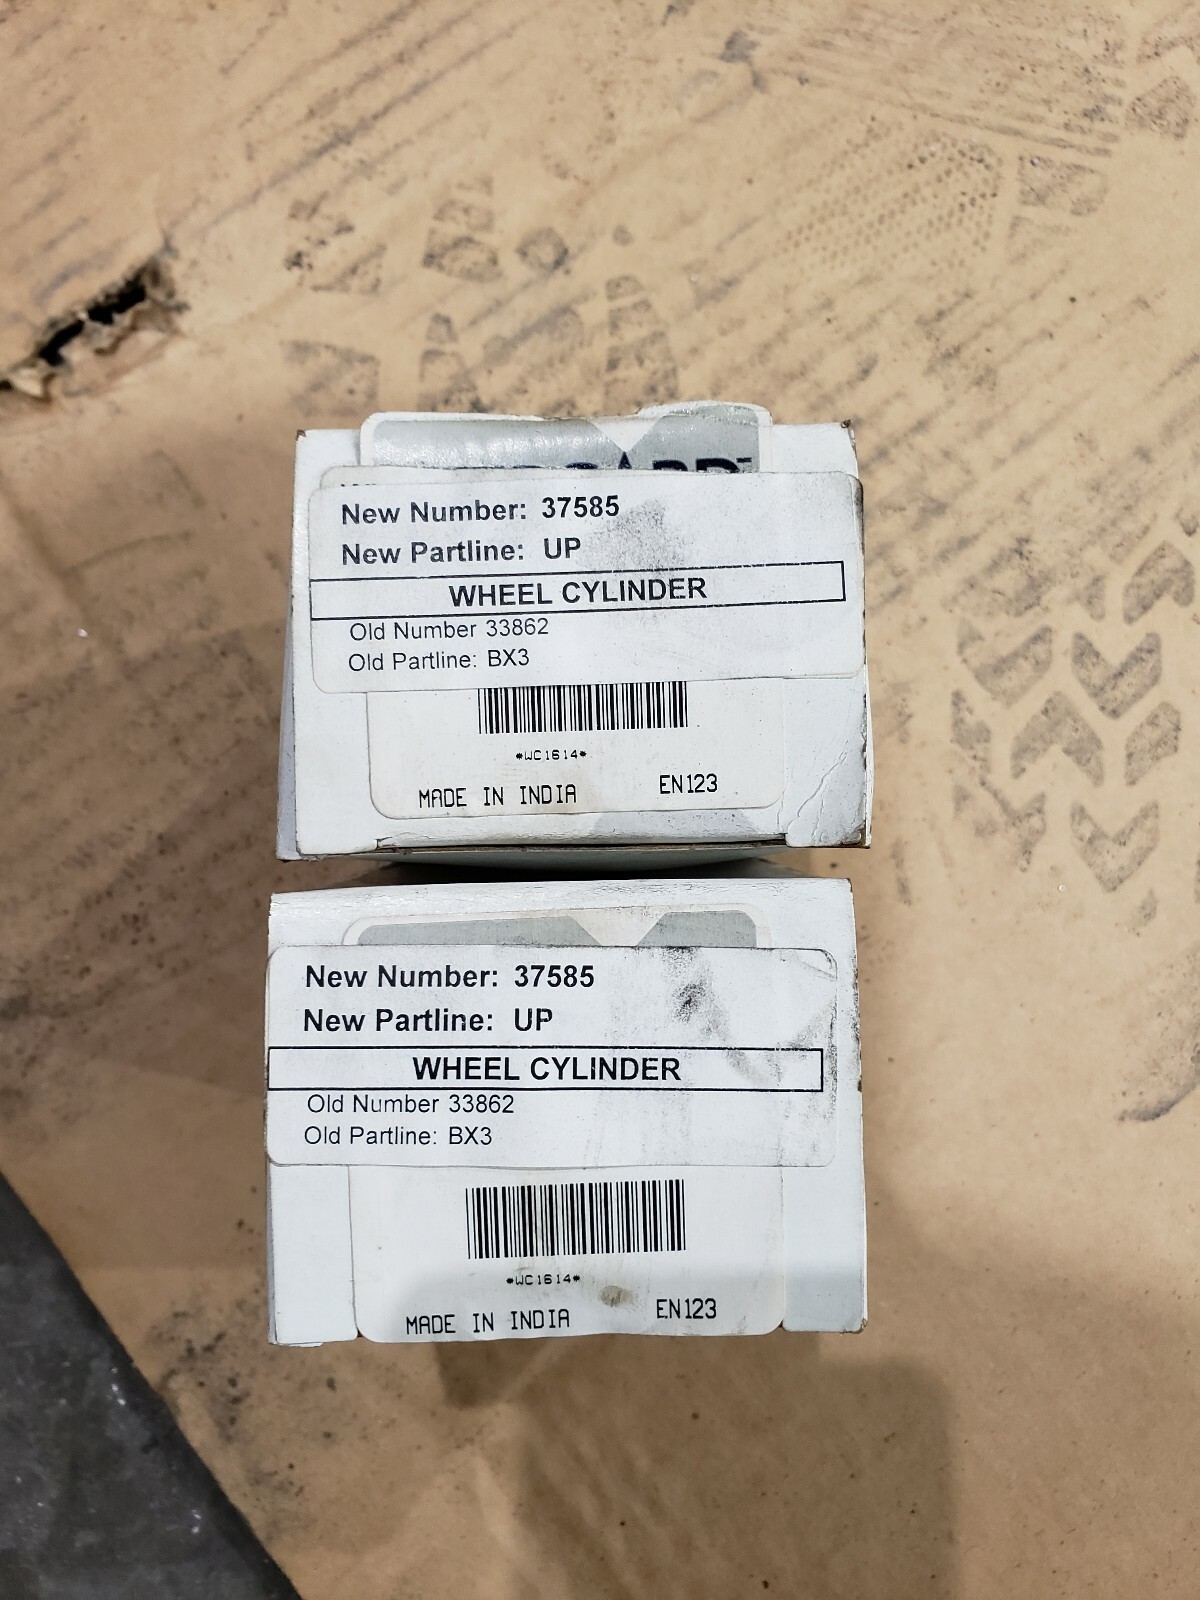 New Number: 37585
New Partline: UP
WHEEL CYLINDER
Old Number 33862
Old Partline: BX3
*WC1614*
MADE IN INDIA EN123
New Number: 37585
New Partline: UP
WHEEL CYLINDER
Old Number 33862
Old Partline: BX3
*WC1614*
MADE IN INDIA EN123